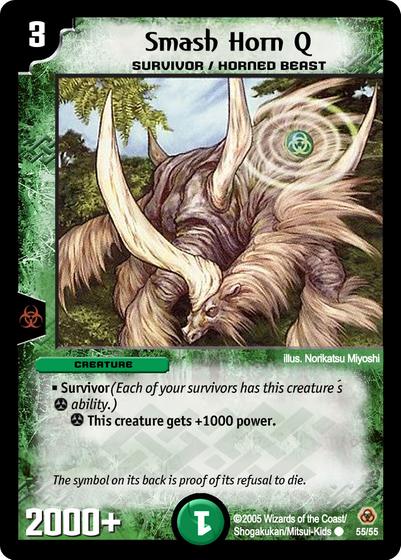 3
Smash Horn Q
SURVIVOR / HORNED BEAST
illus. Norikatsu Miyoshi
CREATURE
▪ Survivor(Each of your survivors has this creature ́s
☣ ability.)
☣ This creature gets +1000 power.
The symbol on its back is proof of its refusal to die.
2000+
1
©2005 Wizards of the Coast/
Shogakukan/Mitsui-Kids ● 55/55